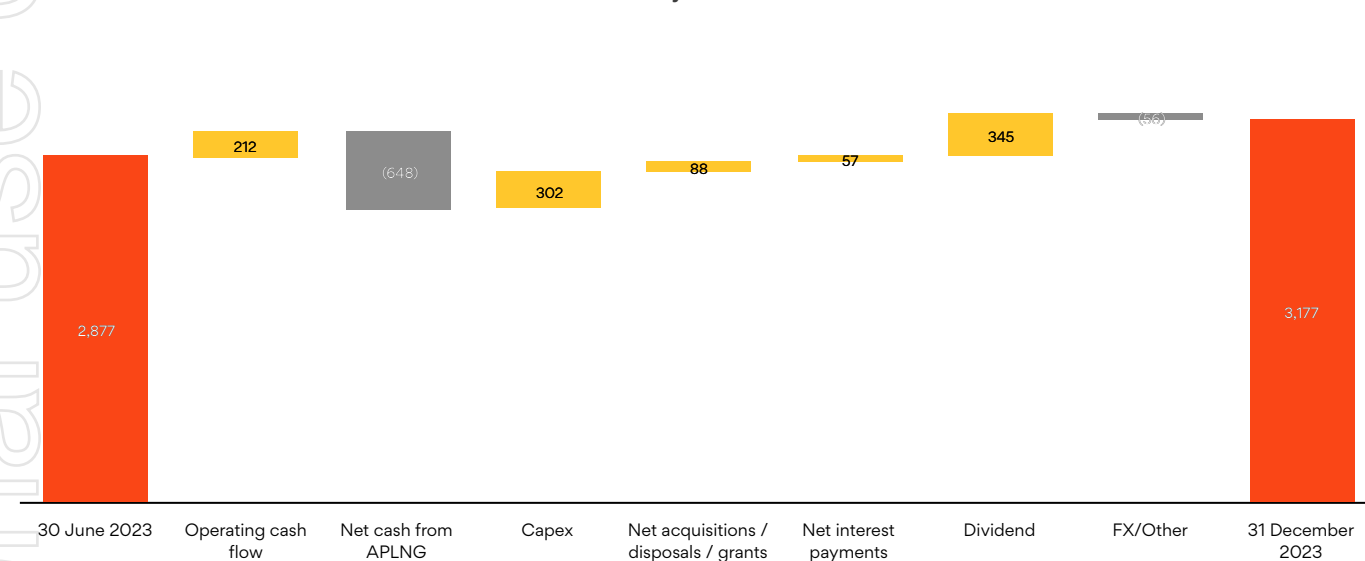 212
345
(56)
(648)
88
57
302
2,877
3,177
30 June 2023
Operating cash
flow
Net cash from
APLNG
Capex
Net acquisitions /
disposals / grants
Net interest
payments
Dividend
FX/Other
31 December
2023